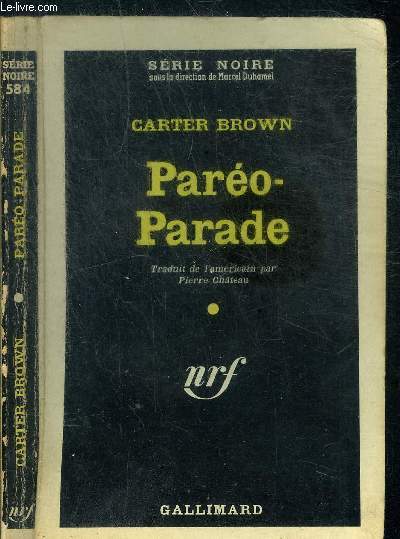 www.le-livre.com
SÉRIE
NOIRE
584
PARÉO-PARADE
CARTER BROWN
nrf
SÉRIE NOIRE
sous la direction de Marcel Duhamel
CARTER BROWN
Paréo-
Parade
Traduit de l'américain par
Pierre Château
nrf
GALLIMARD